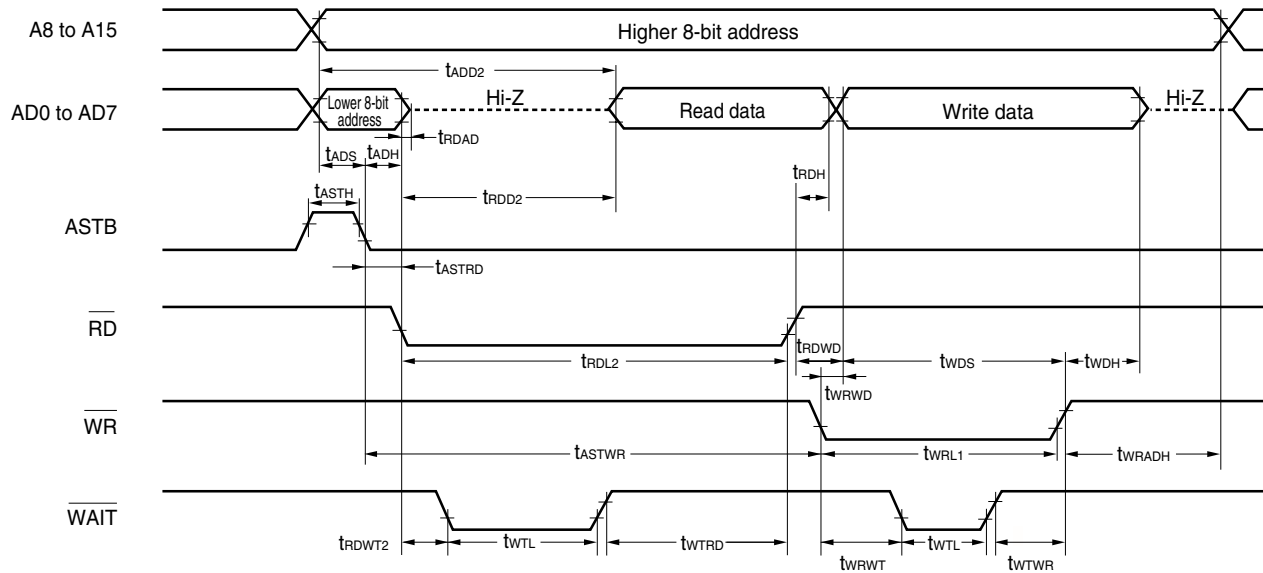 A8 to A15
Higher 8-bit address
tADD2
AD0 to AD7
Lower 8-bit
address
Hi-Z
Read data
Write data
Hi-Z
tRDAD
tADS
tADH
tRDH
tASTH
tRDD2
ASTB
tASTRD
RD
tRDL2
tRDWD
tWDS
tWDH
tWRWD
WR
tASTWR
tWRL1
tWRADH
WAIT
tRDWT2
tWTL
tWTRD
tWRWT
tWTL
tWTWR